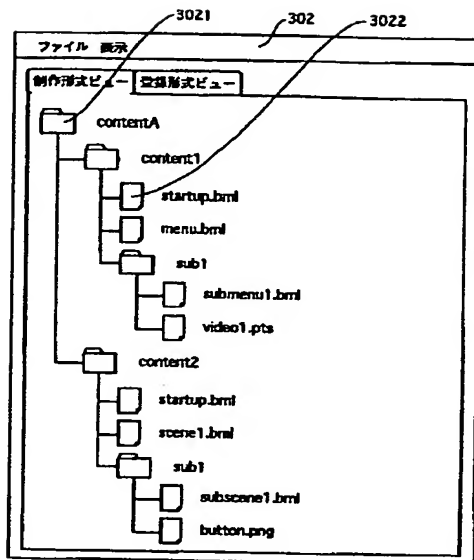 3021
302
3022
ファイル 表示
制作形式ビュー 登録形式ビュー
contentA
content1
startup.bml
menu.bml
sub1
submenu1.bml
video1.pts
content2
startup.bml
scene1.bml
sub1
subscene1.bml
button.png